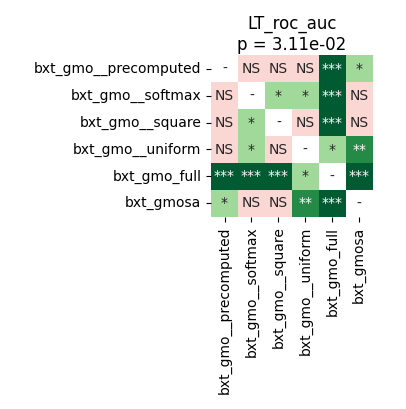 LT_roc_auc
p = 3.11e-02
bxt_gmo__precomputed - NS NS NS *** *
bxt_gmo__softmax NS - * * *** NS
bxt_gmo__square NS * - NS *** NS
bxt_gmo__uniform NS * NS - * **
bxt_gmo_full *** *** *** * - ***
bxt_gmosa * NS NS ** *** -
bxt_gmo__precomputed
bxt_gmo__softmax
bxt_gmo__square
bxt_gmo__uniform
bxt_gmo_full
bxt_gmosa